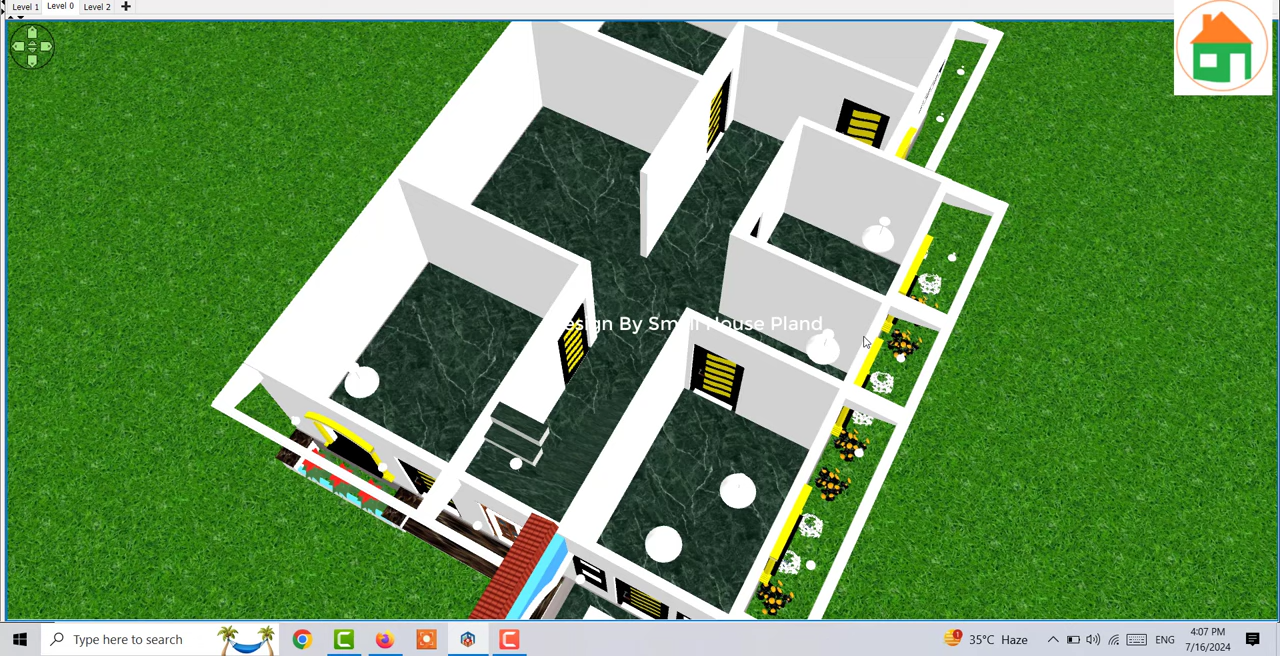 Level 1 Level 0 Level 2
Design By Small House Pland
Type here to search
1
35°C Haze
ENG
4:07 PM
7/16/2024